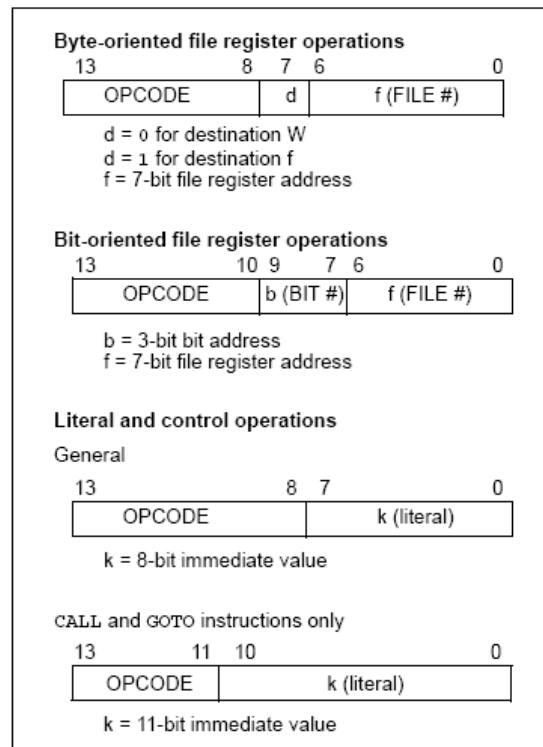 Byte-oriented file register operations
13 8 7 6 0
OPCODE d f (FILE #)
d = 0 for destination W
d = 1 for destination f
f = 7-bit file register address
Bit-oriented file register operations
13 10 9 7 6 0
OPCODE b (BIT #) f (FILE #)
b = 3-bit bit address
f = 7-bit file register address
Literal and control operations
General
13 8 7 0
OPCODE k (literal)
k = 8-bit immediate value
CALL and GOTO instructions only
13 11 10 0
OPCODE k (literal)
k = 11-bit immediate value